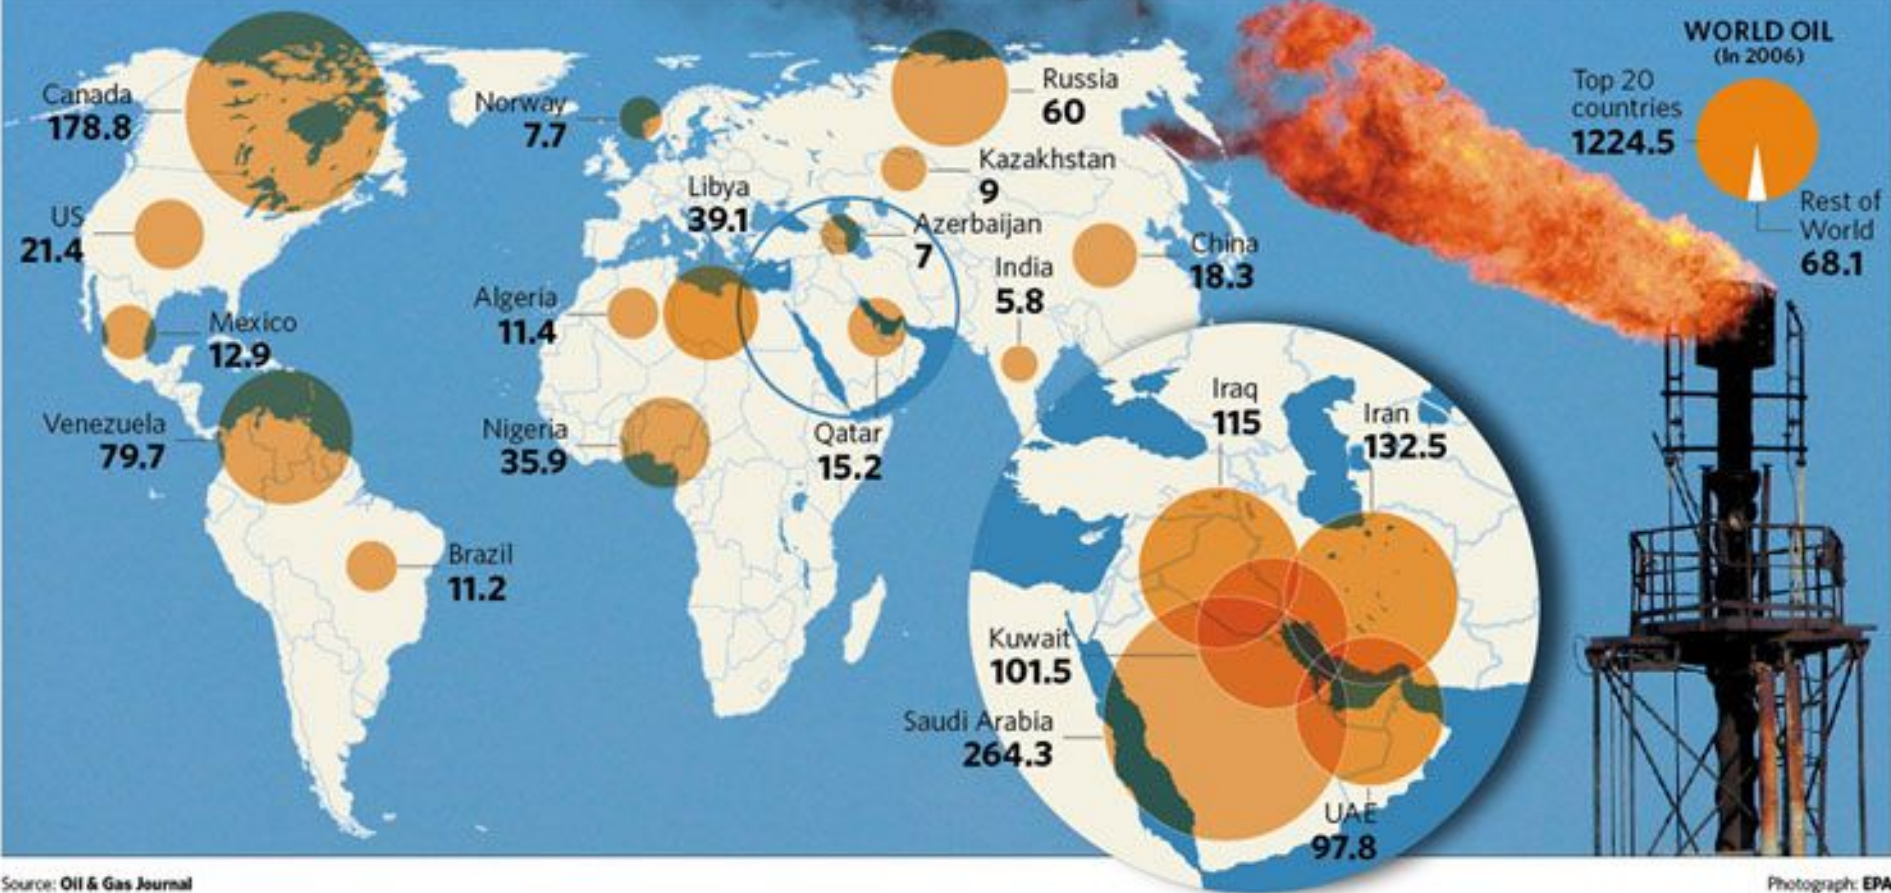 WORLD OIL
(In 2006)
Top 20
countries
1224.5
Rest of
World
68.1
Canada
178.8
US
21.4
Mexico
12.9
Venezuela
79.7
Brazil
11.2
Norway
7.7
Libya
39.1
Algeria
11.4
Nigeria
35.9
Qatar
15.2
Russia
60
Kazakhstan
9
Azerbaijan
7
India
5.8
China
18.3
Iraq
115
Iran
132.5
Kuwait
101.5
Saudi Arabia
264.3
UAE
97.8
Source: Oil & Gas Journal
Photograph: EPA